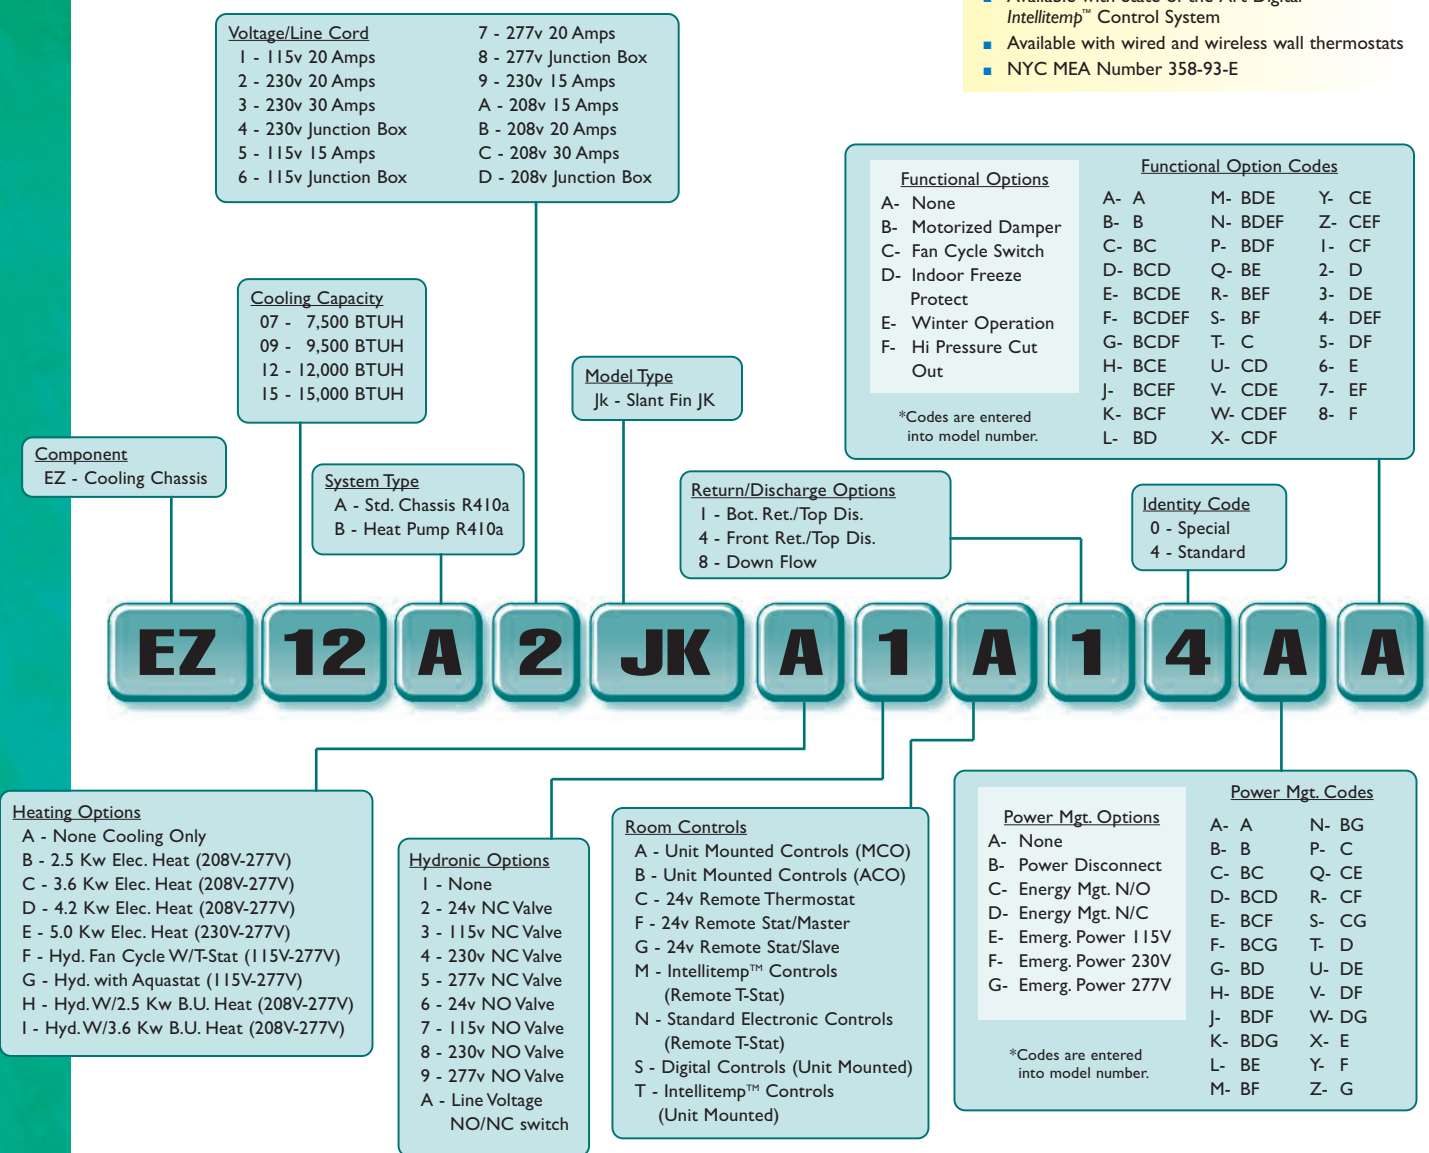 Available with State of the Art Digital
Intellitemp™ Control System
Available with wired and wireless wall thermostats
NYC MEA Number 358-93-E
Voltage/Line Cord
1 - 115v 20 Amps
2 - 230v 20 Amps
3 - 230v 30 Amps
4 - 230v Junction Box
5 - 115v 15 Amps
6 - 115v Junction Box
7 - 277v 20 Amps
8 - 277v Junction Box
9 - 230v 15 Amps
A - 208v 15 Amps
B - 208v 20 Amps
C - 208v 30 Amps
D - 208v Junction Box
Functional Options
A- None
B- Motorized Damper
C- Fan Cycle Switch
D- Indoor Freeze
Protect
E- Winter Operation
F- Hi Pressure Cut
Out
*Codes are entered
into model number.
Functional Option Codes
A- A
B- B
C- BC
D- BCD
E- BCDE
F- BCDEF
G- BCDF
H- BCE
J- BCEF
K- BCF
L- BD
M- BDE
N- BDEF
P- BDF
Q- BE
R- BEF
S- BF
T- C
U- CD
V- CDE
W- CDEF
X- CDF
Y- CE
Z- CEF
1- CF
2- D
3- DE
4- DEF
5- DF
6- E
7- EF
8- F
Cooling Capacity
07 - 7,500 BTUH
09 - 9,500 BTUH
12 - 12,000 BTUH
15 - 15,000 BTUH
Model Type
Jk - Slant Fin JK
Component
EZ - Cooling Chassis
System Type
A - Std. Chassis R410a
B - Heat Pump R410a
Return/Discharge Options
1 - Bot. Ret./Top Dis.
4 - Front Ret./Top Dis.
8 - Down Flow
Identity Code
0 - Special
4 - Standard
EZ 12 A 2 JK A 1 A 1 4 A A
Heating Options
A - None Cooling Only
B - 2.5 Kw Elec. Heat (208V-277V)
C - 3.6 Kw Elec. Heat (208V-277V)
D - 4.2 Kw Elec. Heat (208V-277V)
E - 5.0 Kw Elec. Heat (230V-277V)
F - Hyd. Fan Cycle W/T-Stat (115V-277V)
G - Hyd. with Aquastat (115V-277V)
H - Hyd. W/2.5 Kw B.U. Heat (208V-277V)
I - Hyd. W/3.6 Kw B.U. Heat (208V-277V)
Hydronic Options
1 - None
2 - 24v NC Valve
3 - 115v NC Valve
4 - 230v NC Valve
5 - 277v NC Valve
6 - 24v NO Valve
7 - 115v NO Valve
8 - 230v NO Valve
9 - 277v NO Valve
A - Line Voltage
NO/NC switch
Room Controls
A - Unit Mounted Controls (MCO)
B - Unit Mounted Controls (ACO)
C - 24v Remote Thermostat
F - 24v Remote Stat/Master
G - 24v Remote Stat/Slave
M - Intellitemp™ Controls
(Remote T-Stat)
N - Standard Electronic Controls
(Remote T-Stat)
S - Digital Controls (Unit Mounted)
T - Intellitemp™ Controls
(Unit Mounted)
Power Mgt. Options
A- None
B- Power Disconnect
C- Energy Mgt. N/O
D- Energy Mgt. N/C
E- Emerg. Power 115V
F- Emerg. Power 230V
G- Emerg. Power 277V
*Codes are entered
into model number.
Power Mgt. Codes
A- A
B- B
C- BC
D- BCD
E- BCF
F- BCG
G- BD
H- BDE
J- BDF
K- BDG
L- BE
M- BF
N- BG
P- C
Q- CE
R- CF
S- CG
T- D
U- DE
V- DF
W- DG
X- E
Y- F
Z- G